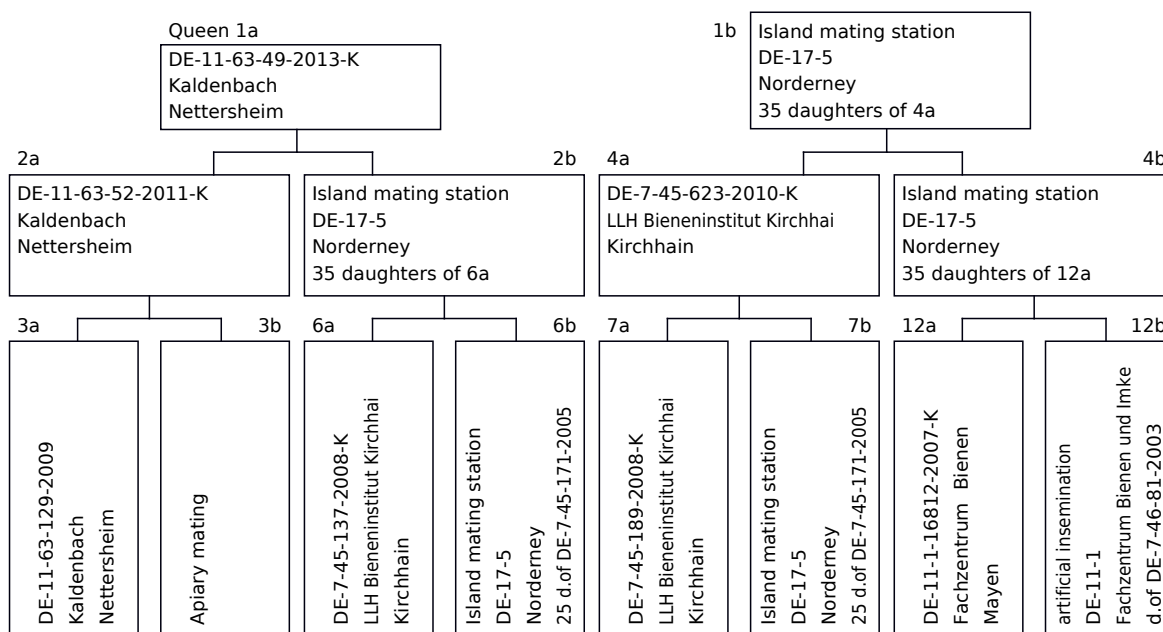 Queen 1a
DE-11-63-49-2013-K
Kaldenbach
Nettersheim
1b
Island mating station
DE-17-5
Norderney
35 daughters of 4a
2a
DE-11-63-52-2011-K
Kaldenbach
Nettersheim
2b
Island mating station
DE-17-5
Norderney
35 daughters of 6a
4a
DE-7-45-623-2010-K
LLH Bieneninstitut Kirchhai
Kirchhain
4b
Island mating station
DE-17-5
Norderney
35 daughters of 12a
3a
DE-11-63-129-2009
Kaldenbach
Nettersheim
3b
Apiary mating
6a
DE-7-45-137-2008-K
LLH Bieneninstitut Kirchhai
Kirchhain
6b
Island mating station
DE-17-5
Norderney
25 d.of DE-7-45-171-2005
7a
DE-7-45-189-2008-K
LLH Bieneninstitut Kirchhai
Kirchhain
7b
Island mating station
DE-17-5
Norderney
25 d.of DE-7-45-171-2005
12a
DE-11-1-16812-2007-K
Fachzentrum Bienen
Mayen
12b
artificial insemination
DE-11-1
Fachzentrum Bienen und Imke
d.of DE-7-46-81-2003